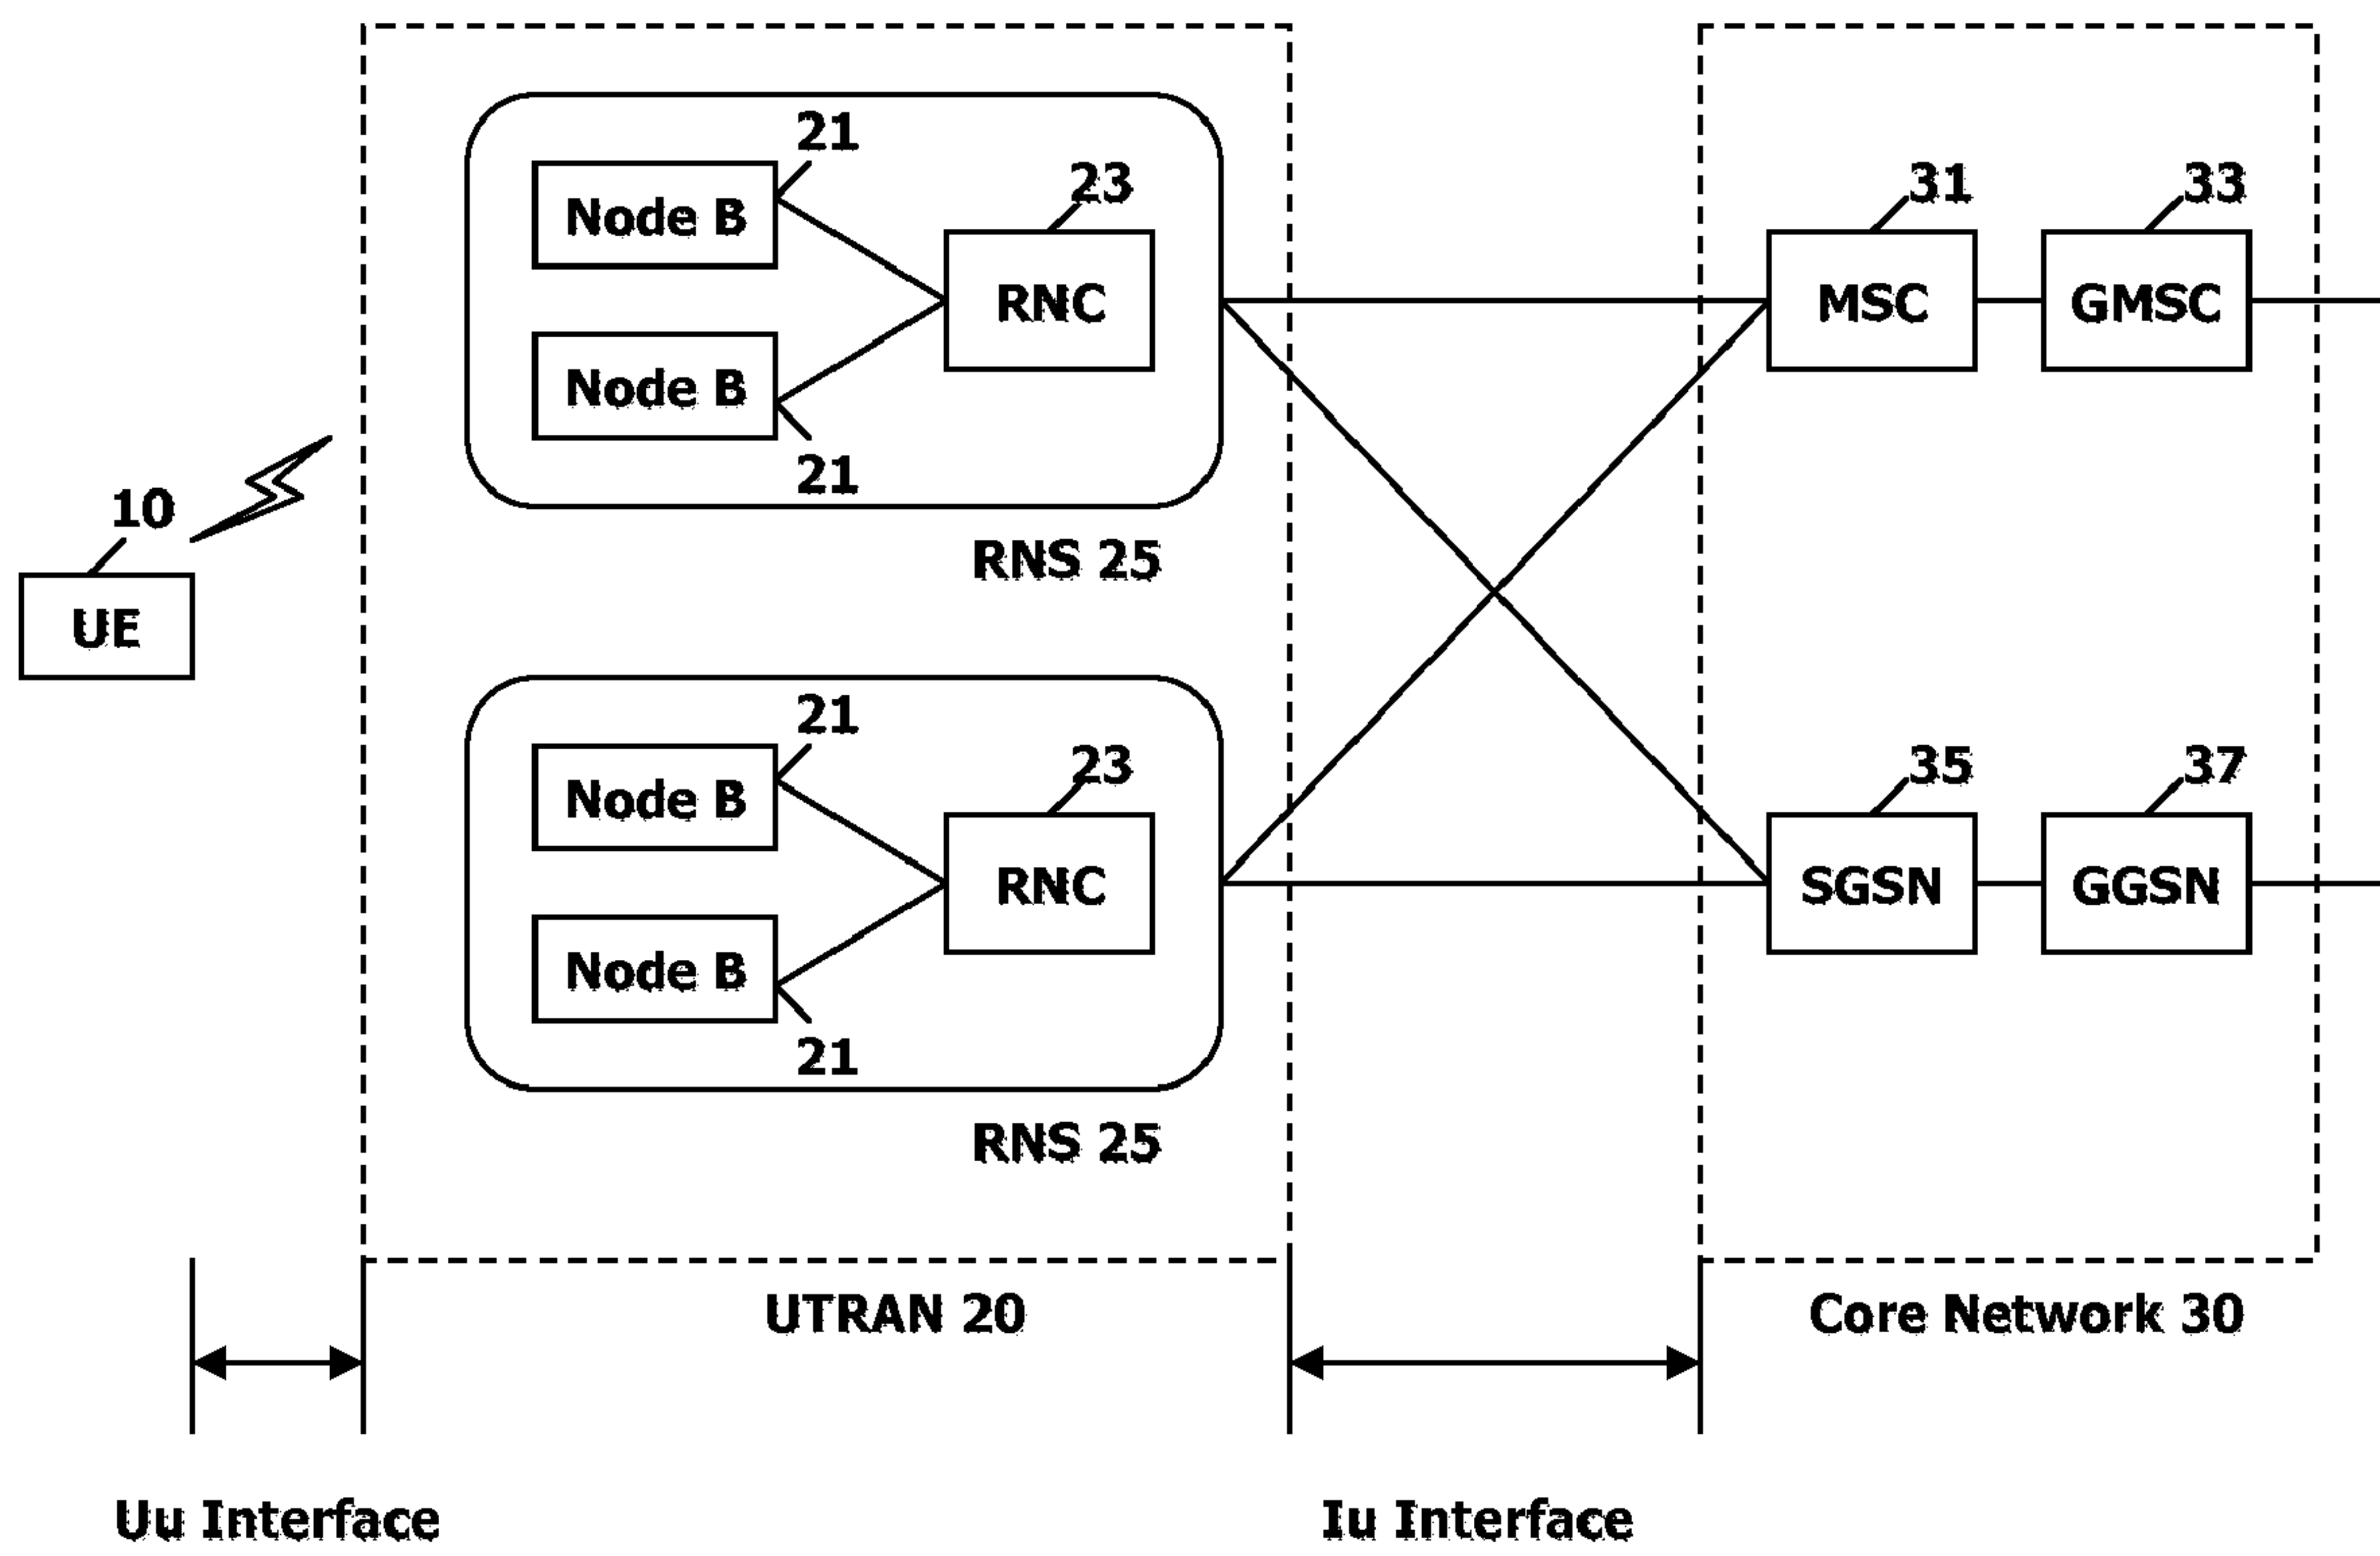 21
Node B
23
RNC
Node B
21
RNS 25
10
UE
21
Node B
23
RNC
Node B
21
RNS 25
UTRAN 20
31
MSC
33
GMSC
35
SGSN
37
GGSN
Core Network 30
Uu Interface
Iu Interface